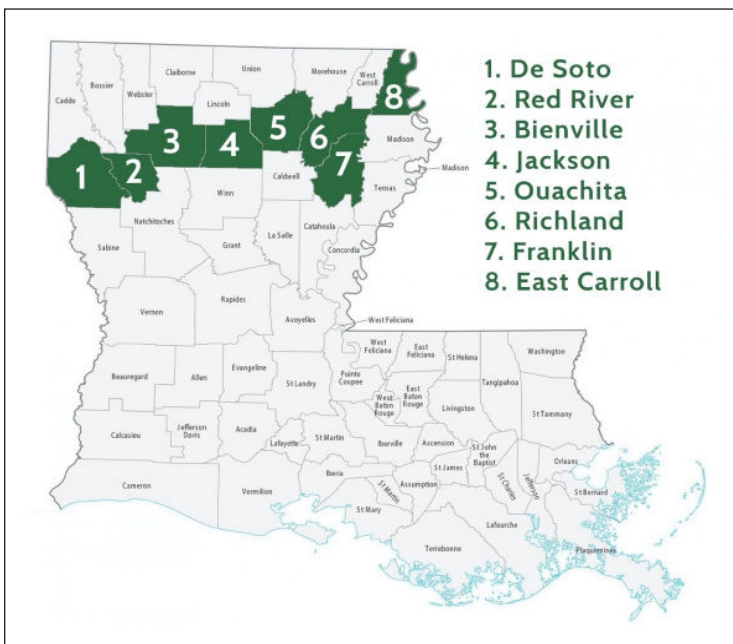 1. De Soto
2. Red River
3. Bienville
4. Jackson
5. Ouachita
6. Richland
7. Franklin
8. East Carroll
Caddo
Bossier
Webster
Claiborne
Lincoln
Union
Morehouse
West
Carroll
8
Madison
Madison
1
2
3
4
5
6
7
Caldwell
Tensas
Winn
Natchitoches
Sabine
Grant
La Salle
Catahoula
Concordia
Vernon
Rapides
Avoyelles
West Feliciana
West
Feliciana
East
Feliciana
St Helena
Washington
Beauregard
Allen
Evangeline
St Landry
Pointe
Coupee
West
Baton
Rouge
East
Baton
Rouge
Livingston
Tangipahoa
St Tammany
Calcasieu
Jefferson
Davis
Acadia
Lafayette
St Martin
Iberville
Ascension
St John
the
Baptist
Orleans
Cameron
Vermilion
Iberia
St Martin
St Mary
Assumption
St James
St Charles
Jefferson
St Bernard
Lafourche
Terrebonne
Plaquemines